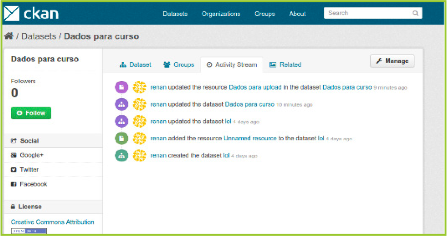 ckan
Datasets Organizations Groups About Search
/ Datasets / Dados para curso
Dados para curso
Followers
0
Follow
Social
Google+
Twitter
Facebook
License
Creative Commons Attribution
Dataset Groups Activity Stream Related Manage
renan updated the resource Dados para upload in the dataset Dados para curso 9 minutes ago
renan updated the dataset Dados para curso 10 minutes ago
renan updated the dataset lol days ago
renan added the resource Unnamed resource to the dataset lol days ago
renan created the dataset lol days ago